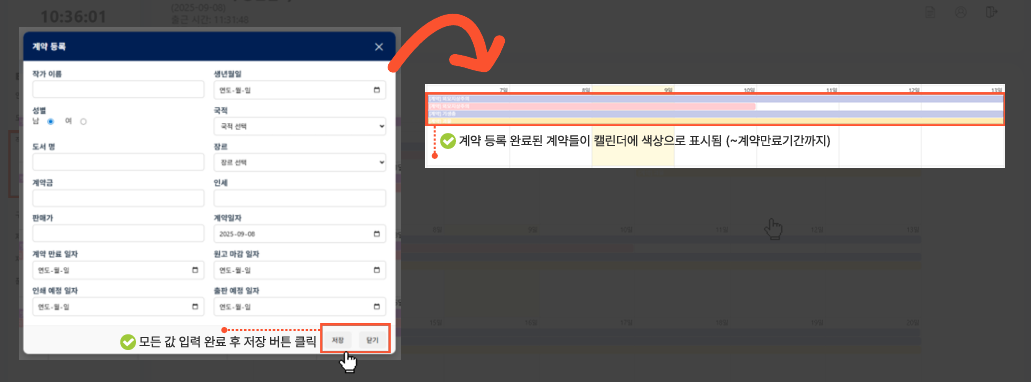 10:36:01
(2025-09-08)
출근 시간: 11:31:48
계약 등록
작가 이름
생년월일
연도-월-일
성별
남 여
국적
국적 선택
도서 명
장르
장르 선택
계약금
인세
판매가
계약일자
2025-09-08
계약 만료 일자
연도-월-일
원고 마감 일자
연도-월-일
인쇄 예정 일자
연도-월-일
출판 예정 일자
연도-월-일
저장 닫기
모든 값 입력 완료 후 저장 버튼 클릭
7일 8일 9일 10일 11일 12일 13일
계약 등록 완료된 계약들이 캘린더에 색상으로 표시됨 (~계약만료기간까지)